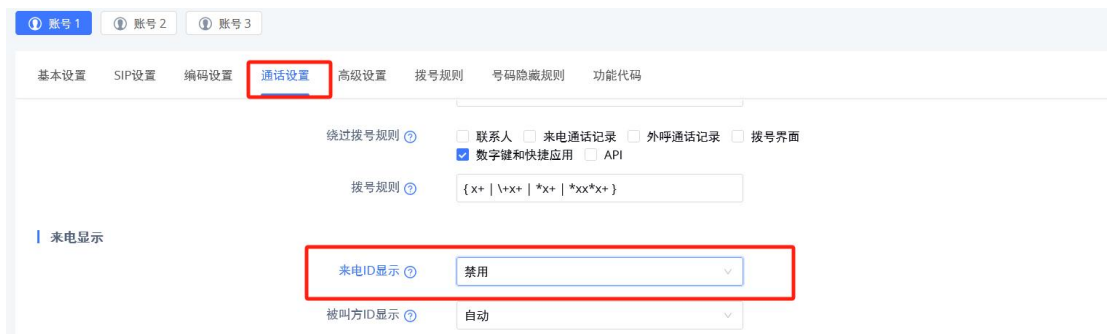 账号 1 账号 2 账号 3
基本设置 SIP设置 编码设置 通话设置 高级设置 拨号规则 号码隐藏规则 功能代码
绕过拨号规则 联系人 来电通话记录 外呼通话记录 拨号界面
数字键和快捷应用 API
拨号规则 { x+ | \+x+ | *x+ | *xx*x+ }
来电显示
来电ID显示 禁用
被叫方ID显示 自动